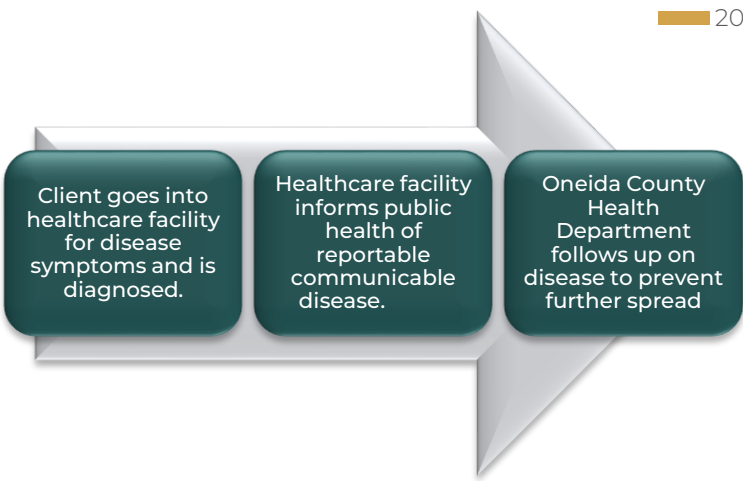 20
Client goes into
healthcare facility
for disease
symptoms and is
diagnosed.
Healthcare facility
informs public
health of
reportable
communicable
disease.
Oneida County
Health
Department
follows up on
disease to prevent
further spread